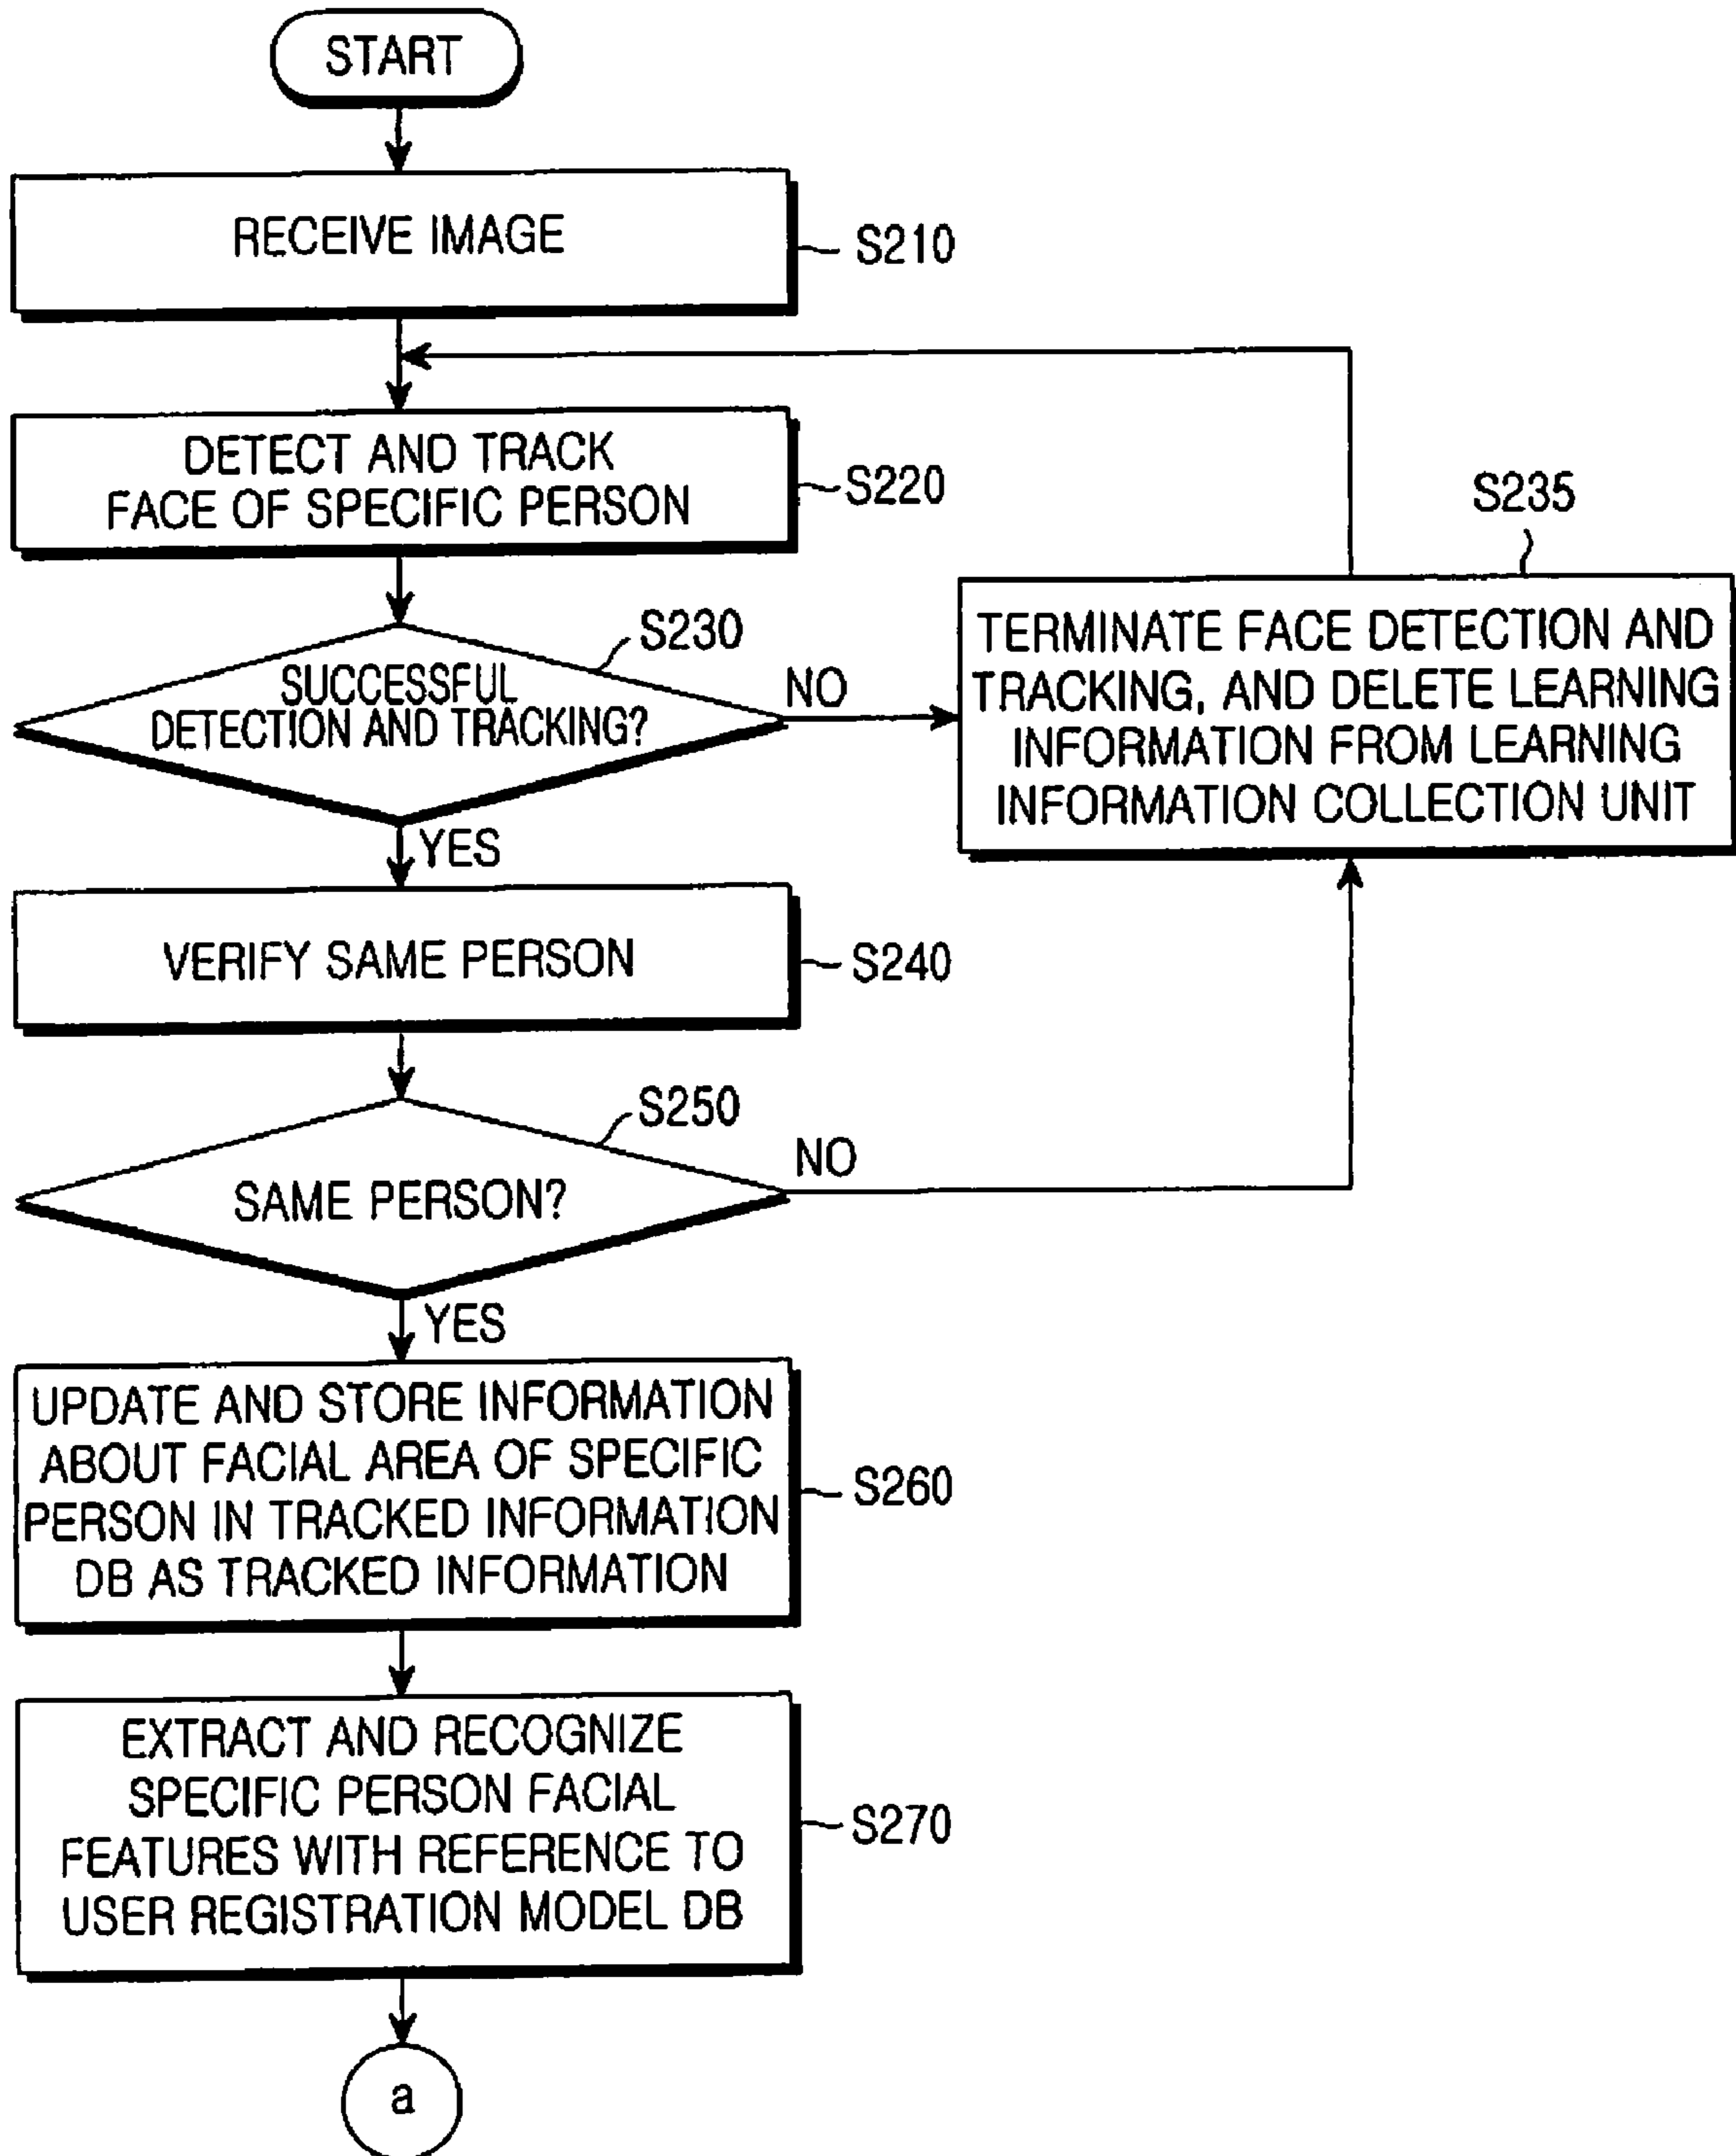 START
RECEIVE IMAGE
S210
DETECT AND TRACK
FACE OF SPECIFIC PERSON
S220
SUCCESSFUL
DETECTION AND TRACKING?
S230
NO
YES
S235
TERMINATE FACE DETECTION AND
TRACKING, AND DELETE LEARNING
INFORMATION FROM LEARNING
INFORMATION COLLECTION UNIT
VERIFY SAME PERSON
S240
SAME PERSON?
S250
NO
YES
UPDATE AND STORE INFORMATION
ABOUT FACIAL AREA OF SPECIFIC
PERSON IN TRACKED INFORMATION
DB AS TRACKED INFORMATION
S260
EXTRACT AND RECOGNIZE
SPECIFIC PERSON FACIAL
FEATURES WITH REFERENCE TO
USER REGISTRATION MODEL DB
S270
a